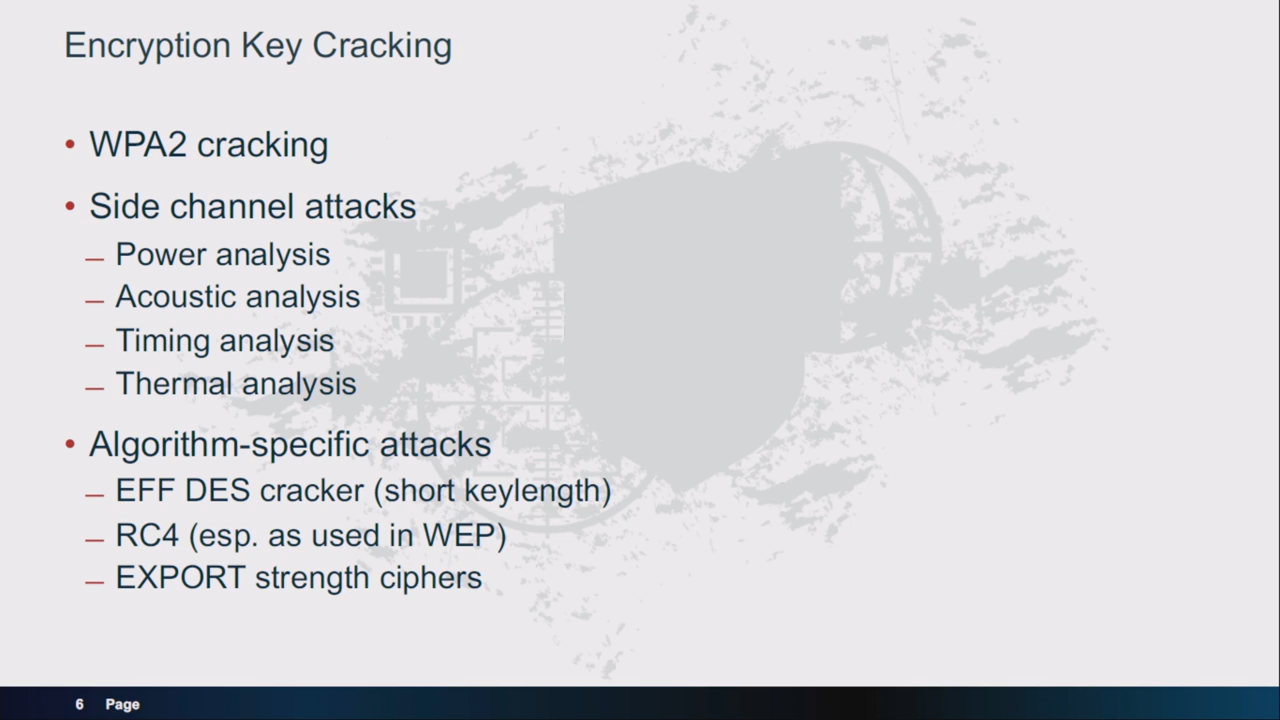 Encryption Key Cracking
• WPA2 cracking
• Side channel attacks
– Power analysis
– Acoustic analysis
– Timing analysis
– Thermal analysis
• Algorithm-specific attacks
– EFF DES cracker (short keylength)
– RC4 (esp. as used in WEP)
– EXPORT strength ciphers
6 Page